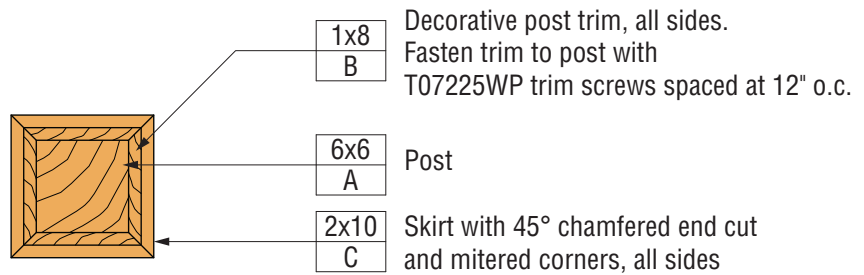 1x8
B
Decorative post trim, all sides.
Fasten trim to post with
T07225WP trim screws spaced at 12" o.c.
6x6
A
Post
2x10
C
Skirt with 45° chamfered end cut
and mitered corners, all sides